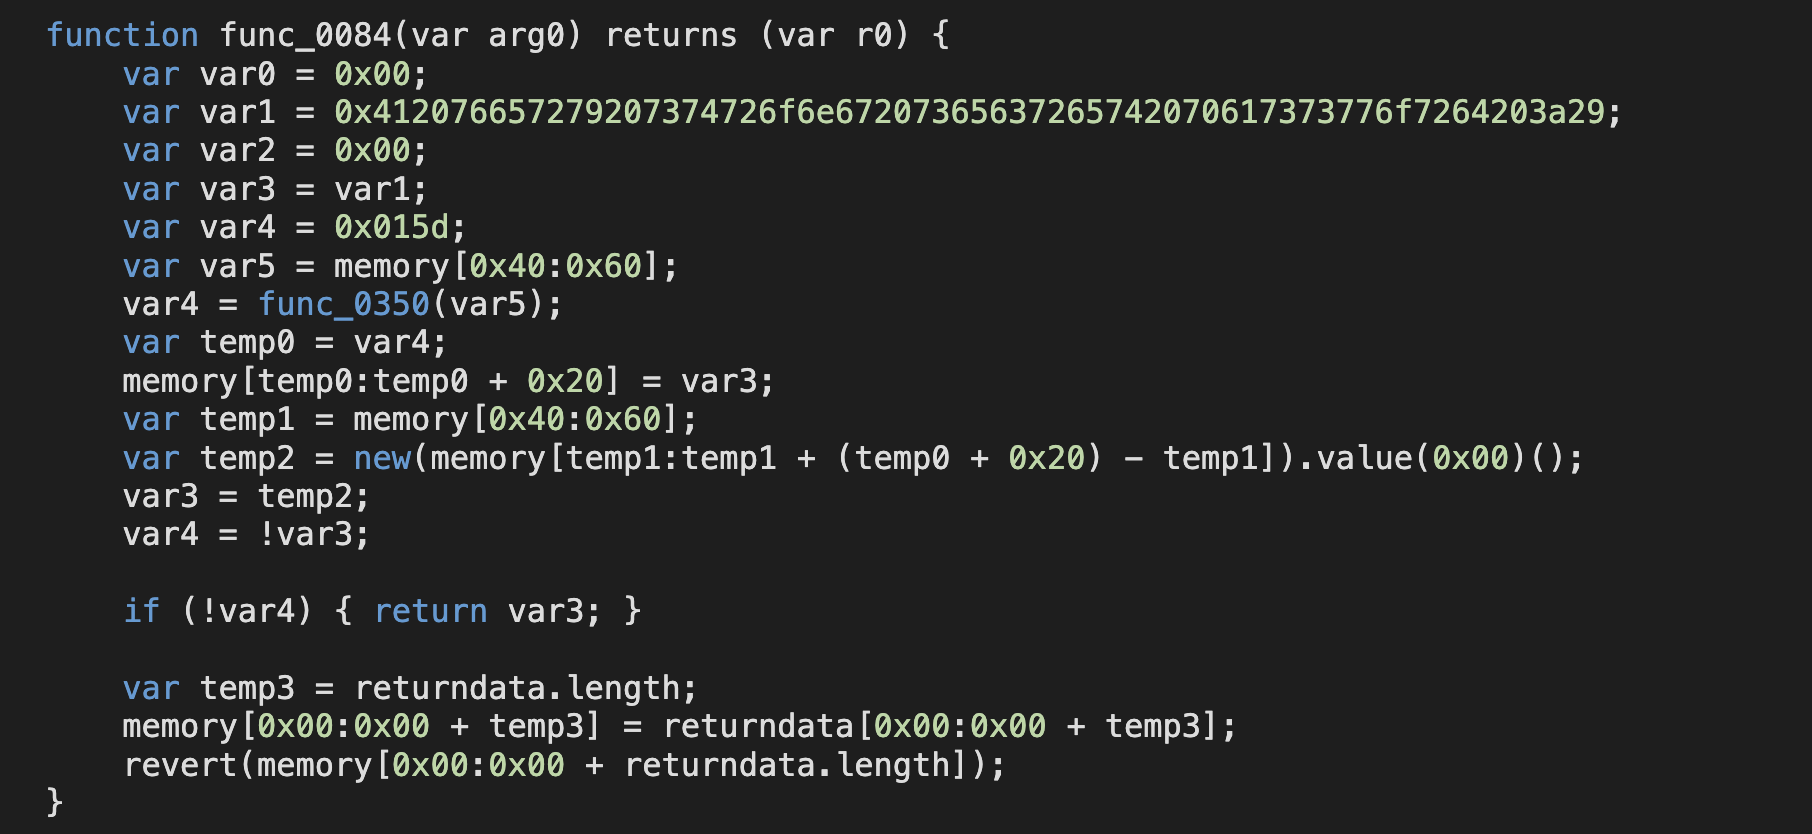 function func_0084(var arg0) returns (var r0) {
var var0 = 0x00;
var var1 = 0x412076657279207374726f6e67207365637265742070617373776f7264203a29;
var var2 = 0x00;
var var3 = var1;
var var4 = 0x015d;
var var5 = memory[0x40:0x60];
var4 = func_0350(var5);
var temp0 = var4;
memory[temp0:temp0 + 0x20] = var3;
var temp1 = memory[0x40:0x60];
var temp2 = new(memory[temp1:temp1 + (temp0 + 0x20) - temp1]).value(0x00)();
var3 = temp2;
var4 = !var3;
if (!var4) { return var3; }
var temp3 = returndata.length;
memory[0x00:0x00 + temp3] = returndata[0x00:0x00 + temp3];
revert(memory[0x00:0x00 + returndata.length]);
}